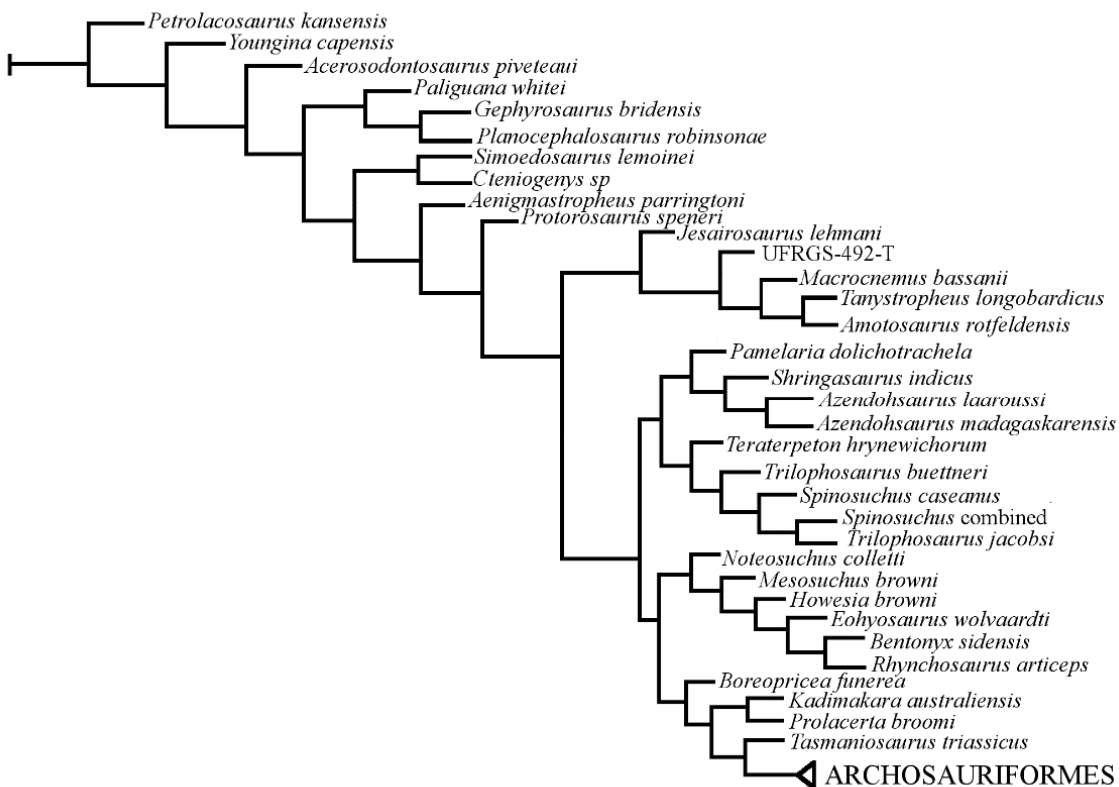 Petrolacosaurus kansensis
Youngina capensis
Acerosodontosaurus piveteaui
Paliguana whitei
Gephyrosaurus bridensis
Planocephalosaurus robinsonae
Simoedosaurus lemoinei
Cteniogenys sp
Aenigmastropheus parringtoni
Protorosaurus speneri
Jesairosaurus lehmani
UFRGS-492-T
Macrocnemus bassanii
Tanystropheus longobardicus
Amotosaurus rotfeldensis
Pamelaria dolichotrachela
Shringasaurus indicus
Azendohsaurus laaroussi
Azendohsaurus madagaskarensis
Teraterpeton hrynewichorum
Trilophosaurus buettneri
Spinosuchus caseanus
Spinosuchus combined
Trilophosaurus jacobsi
Noteosuchus colletti
Mesosuchus browni
Howesia browni
Eohyosaurus wolvaardti
Bentonyx sidensis
Rhynchosaurus articeps
Boreopricea funerea
Kadimakara australiensis
Prolacerta broomi
Tasmaniosaurus triassicus
ARCHOSAURIFORMES